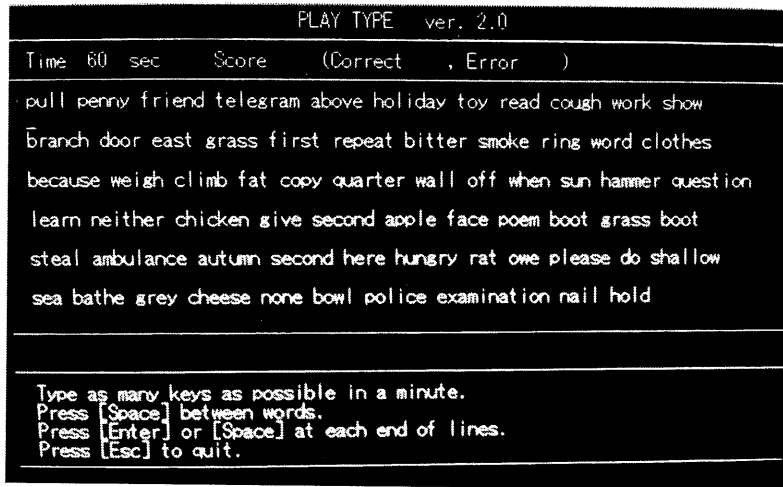 PLAY TYPE ver. 2.0
Time 60 sec Score (Correct , Error )
pull penny friend telegram above holiday toy read cough work show
branch door east grass first repeat bitter smoke ring word clothes
because weigh climb fat copy quarter wall off when sun hammer question
learn neither chicken give second apple face poem boot grass boot
steal ambulance autumn second here hungry rat owe please do shallow
sea bathe grey cheese none bowl police examination nail hold
Type as many keys as possible in a minute.
Press [Space] between words.
Press [Enter] or [Space] at each end of lines.
Press [Esc] to quit.